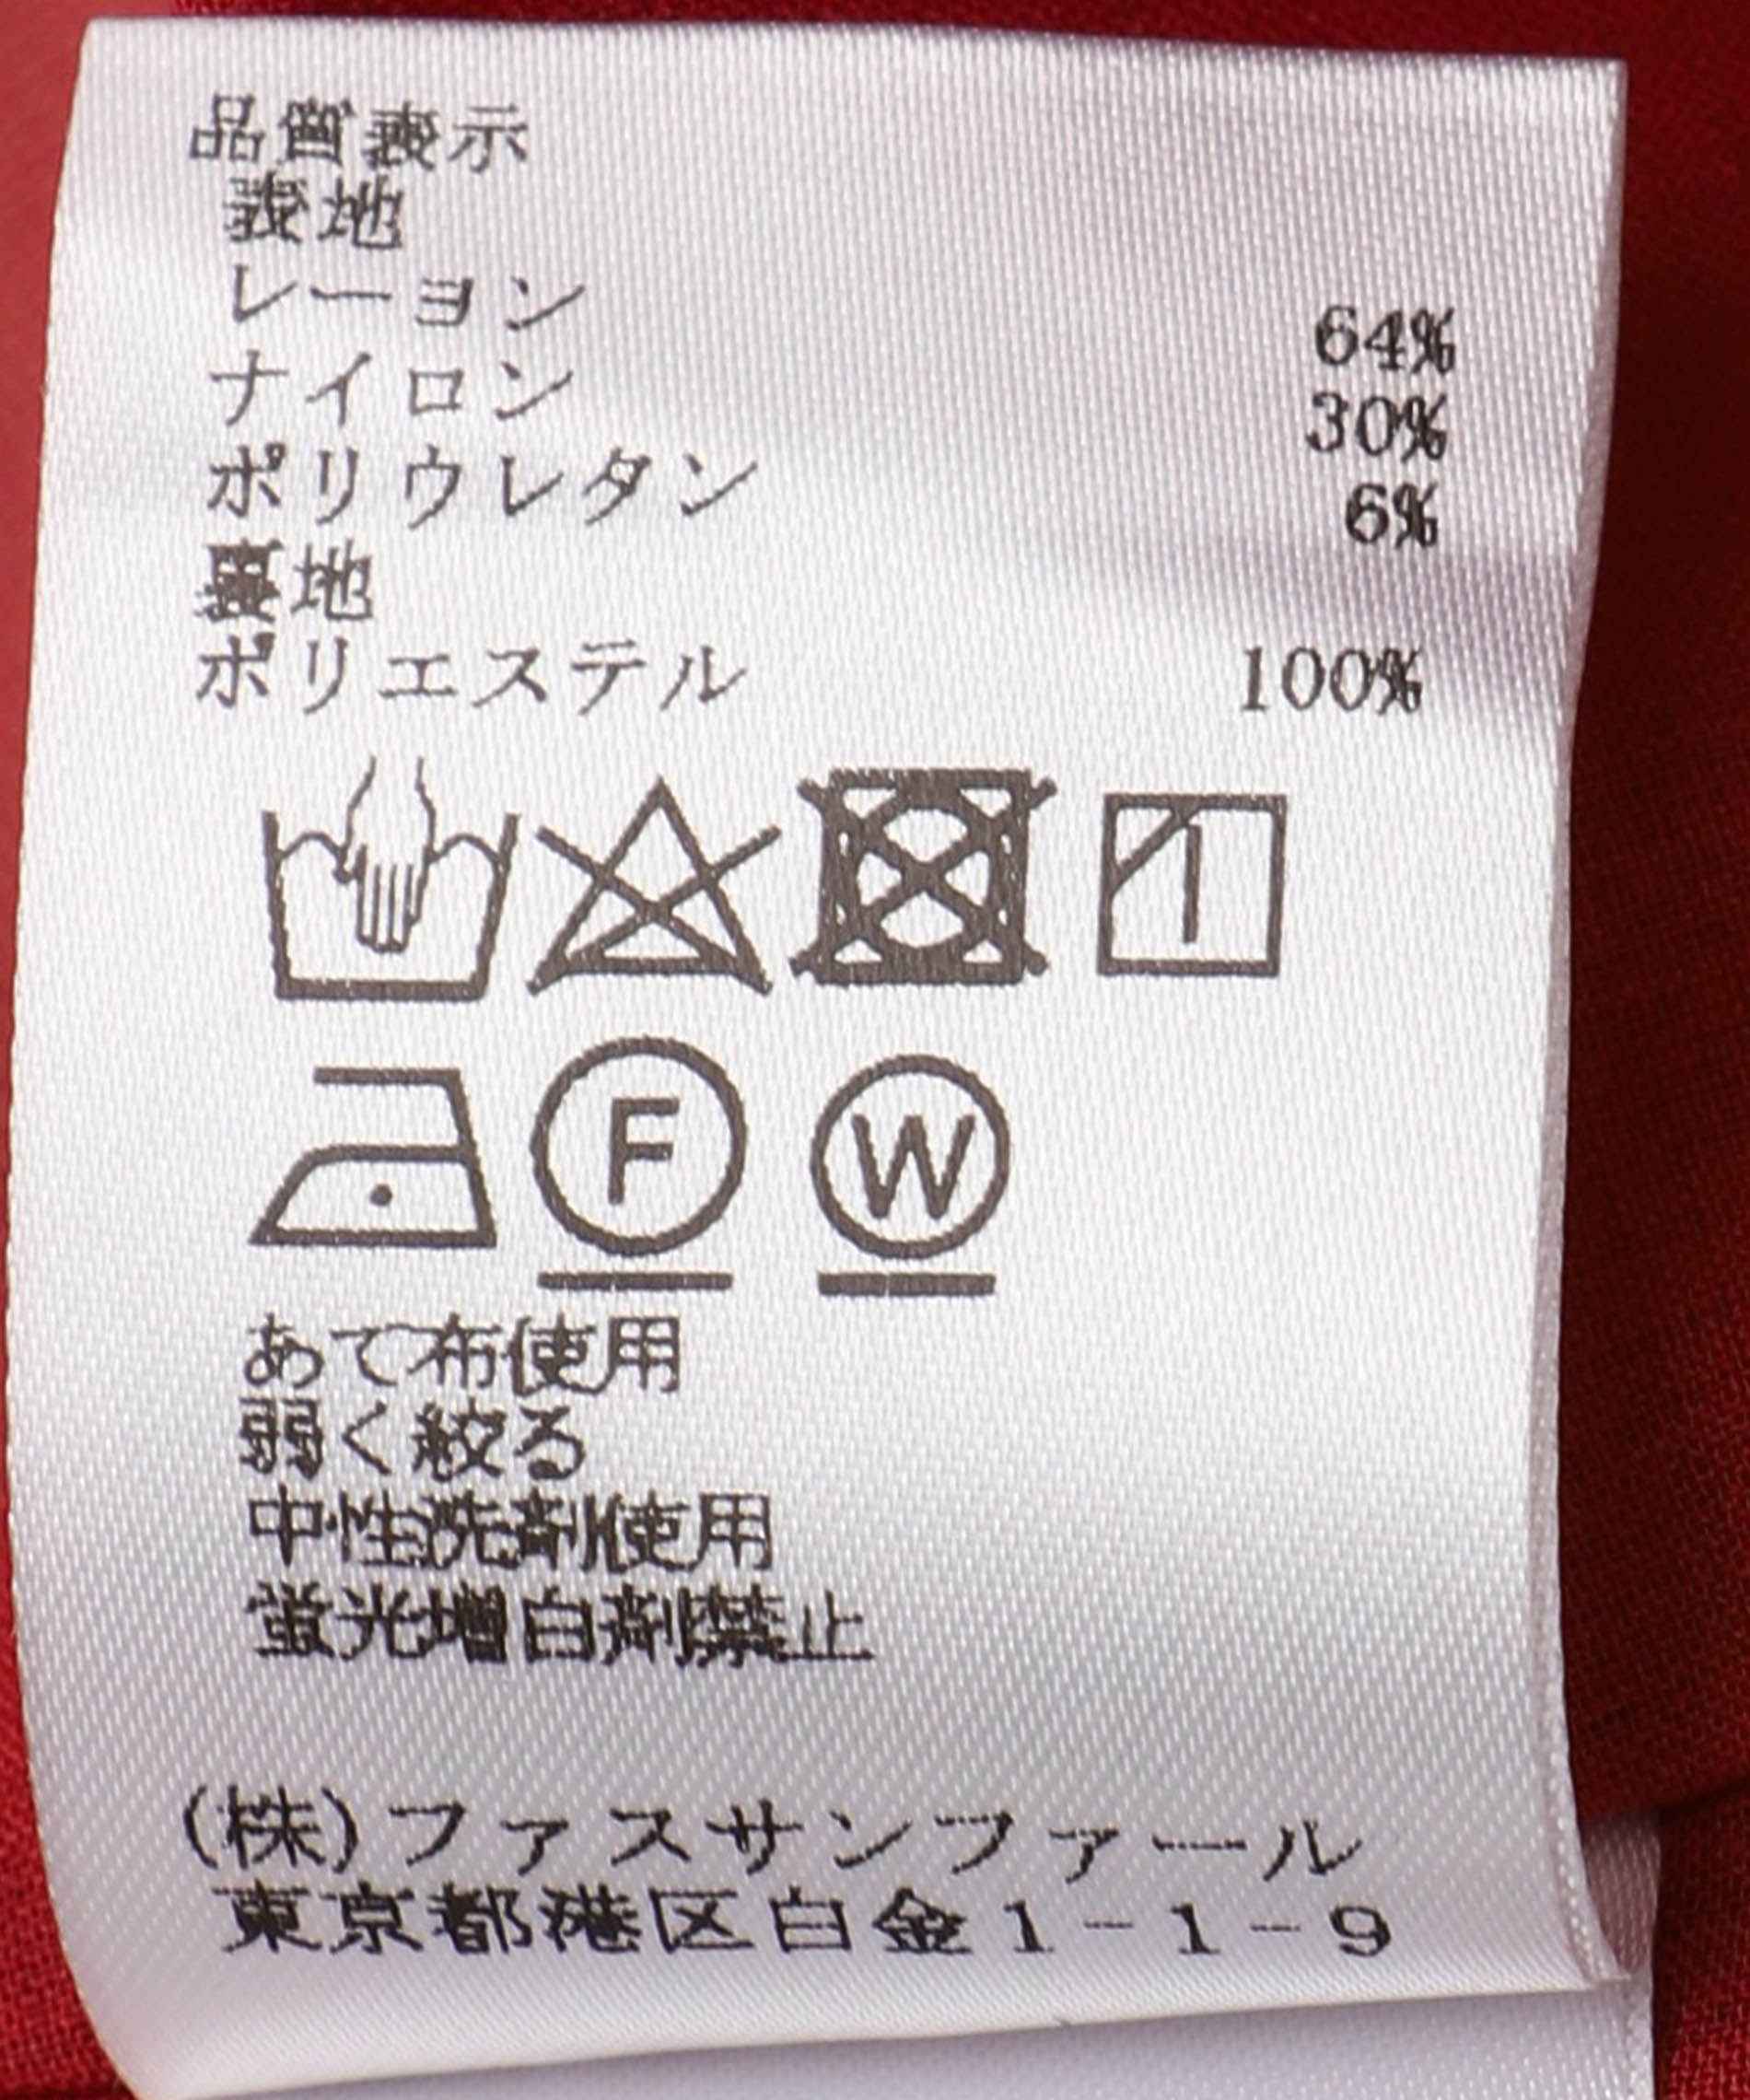 品質表示
表地
レーヨン 64%
ナイロン 30%
ポリウレタン 6%
裏地
ポリエステル 100%
F W
あて布使用
弱く絞る
中性洗剤使用
蛍光増白剤禁止
(株)ファスサンファール
東京都港区白金1-1-9